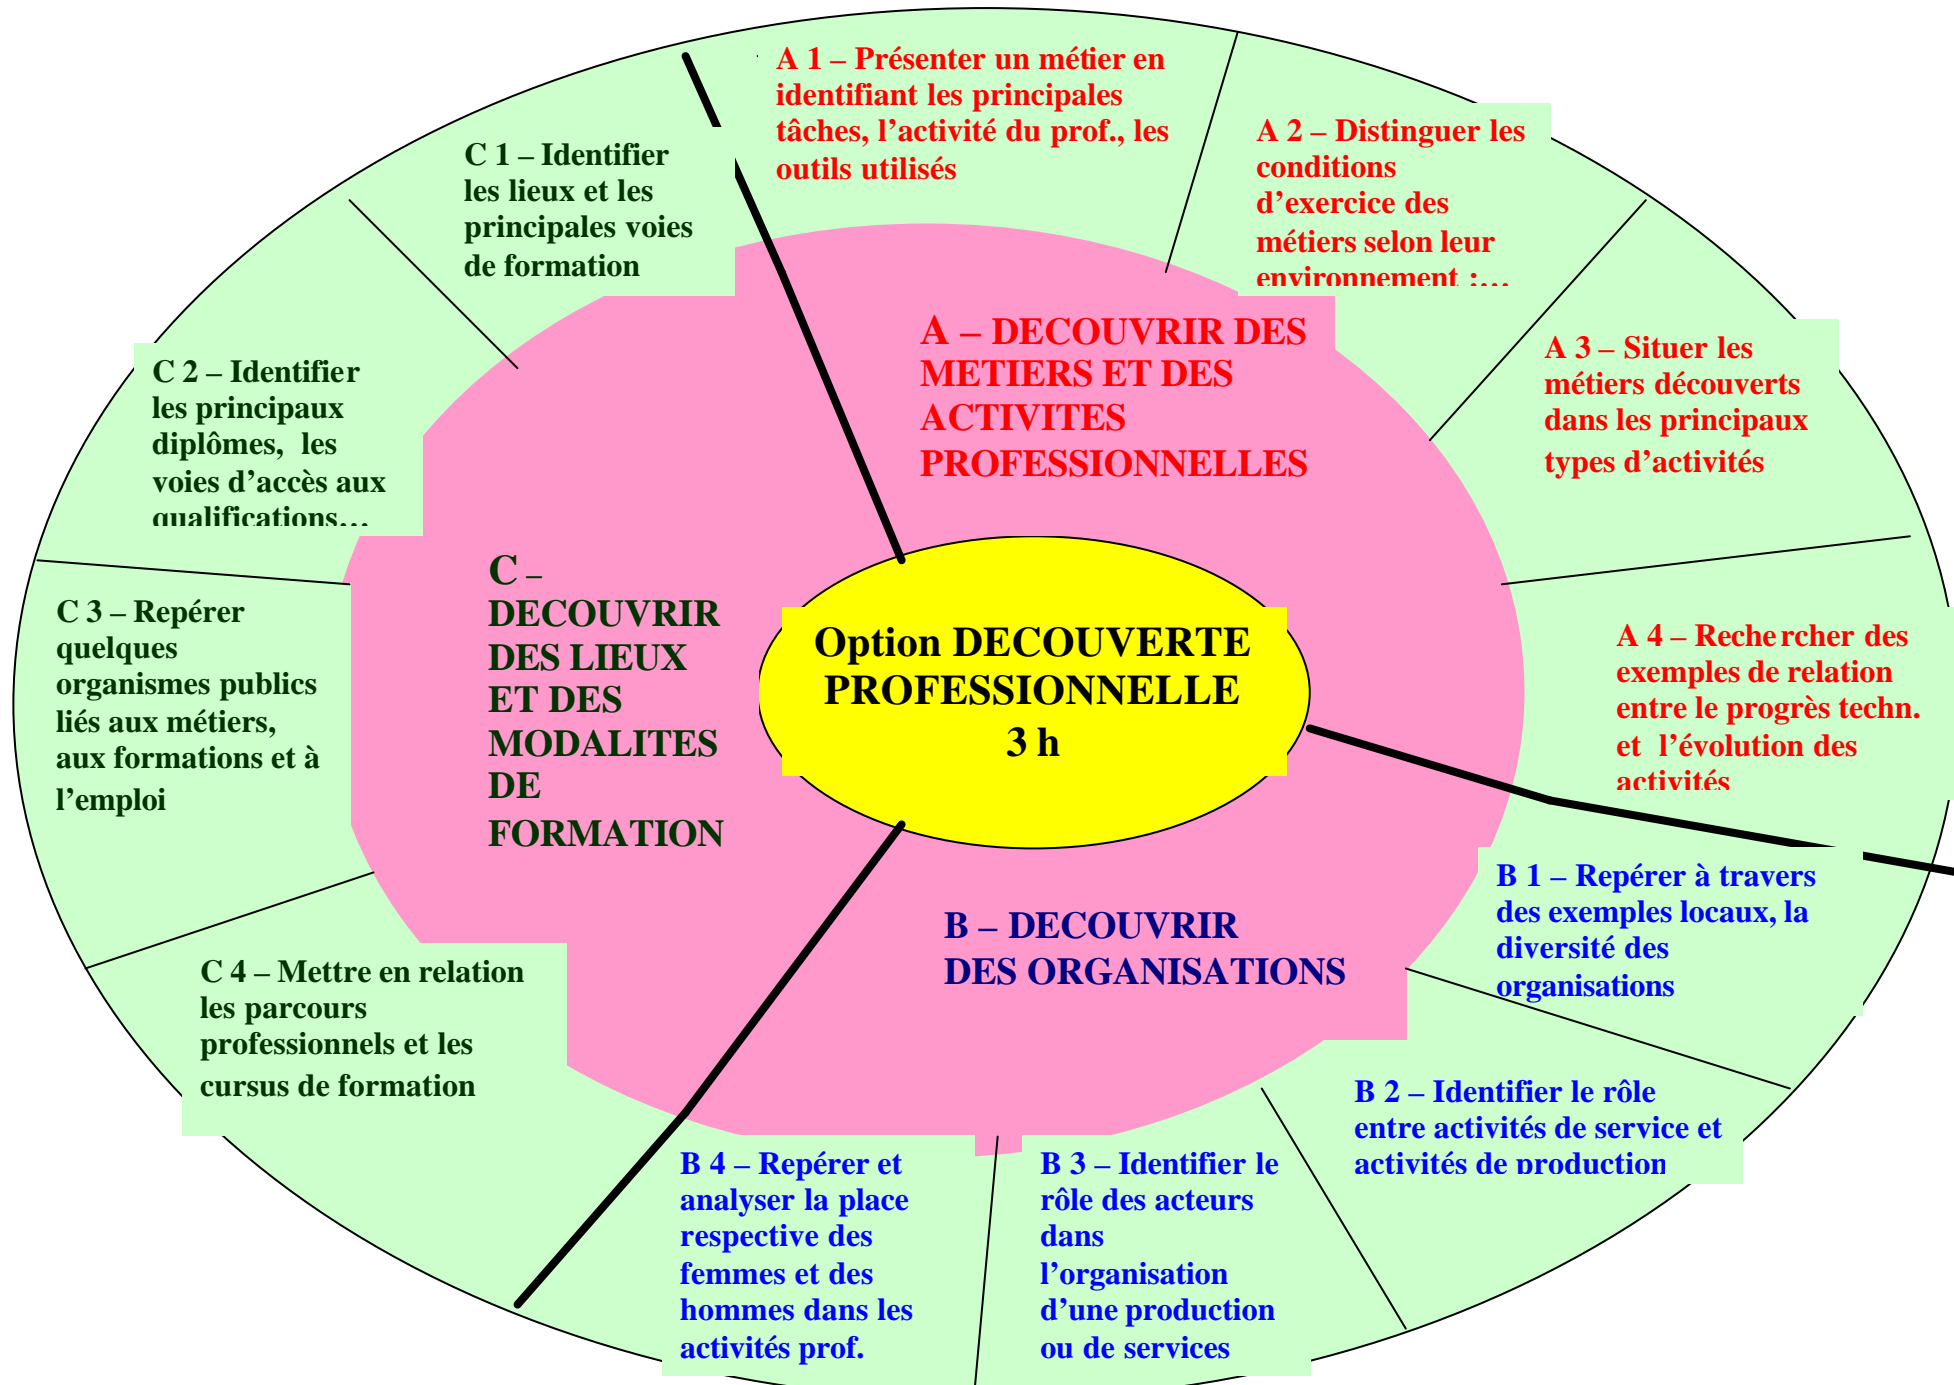 A 1 – Présenter un métier en
identifiant les principales
tâches, l’activité du prof., les
outils utilisés
A 2 – Distinguer les
conditions
d’exercice des
métiers selon leur
environnement :…
A 3 – Situer les
métiers découverts
dans les principaux
types d’activités
A 4 – Rechercher des
exemples de relation
entre le progrès techn.
et l’évolution des
activités
A – DECOUVRIR DES
METIERS ET DES
ACTIVITES
PROFESSIONNELLES
C 1 – Identifier
les lieux et les
principales voies
de formation
C 2 – Identifier
les principaux
diplômes, les
voies d’accès aux
qualifications…
C 3 – Repérer
quelques
organismes publics
liés aux métiers,
aux formations et à
l’emploi
C 4 – Mettre en relation
les parcours
professionnels et les
cursus de formation
C –
DECOUVRIR
DES LIEUX
ET DES
MODALITES
DE
FORMATION
Option DECOUVERTE
PROFESSIONNELLE
3 h
B – DECOUVRIR
DES ORGANISATIONS
B 1 – Repérer à travers
des exemples locaux, la
diversité des
organisations
B 2 – Identifier le rôle
entre activités de service et
activités de production
B 3 – Identifier le
rôle des acteurs
dans
l’organisation
d’une production
ou de services
B 4 – Repérer et
analyser la place
respective des
femmes et des
hommes dans les
activités prof.